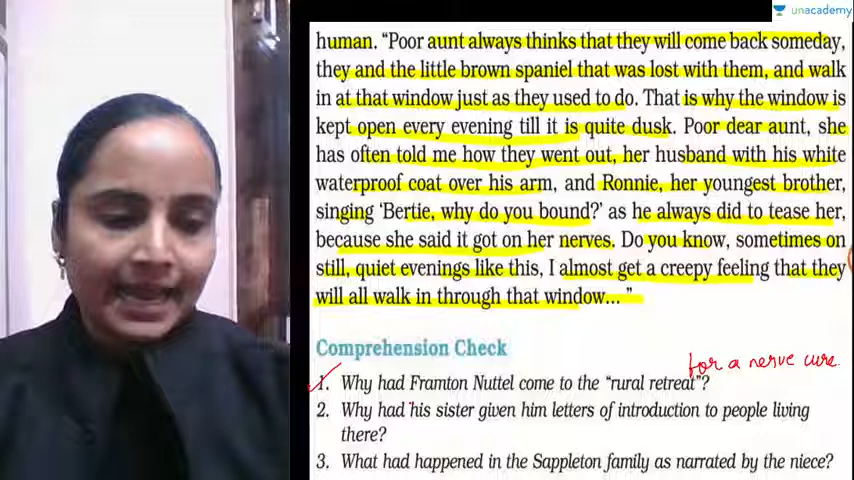 unacademy
human. “Poor aunt always thinks that they will come back someday,
they and the little brown spaniel that was lost with them, and walk
in at that window just as they used to do. That is why the window is
kept open every evening till it is quite dusk. Poor dear aunt, she
has often told me how they went out, her husband with his white
waterproof coat over his arm, and Ronnie, her youngest brother,
singing ‘Bertie, why do you bound?’ as he always did to tease her,
because she said it got on her nerves. Do you know, sometimes on
still, quiet evenings like this, I almost get a creepy feeling that they
will all walk in through that window... ”
Comprehension Check
for a nerve cure
1. Why had Framton Nuttel come to the “rural retreat”?
2. Why had his sister given him letters of introduction to people living
there?
3. What had happened in the Sappleton family as narrated by the niece?